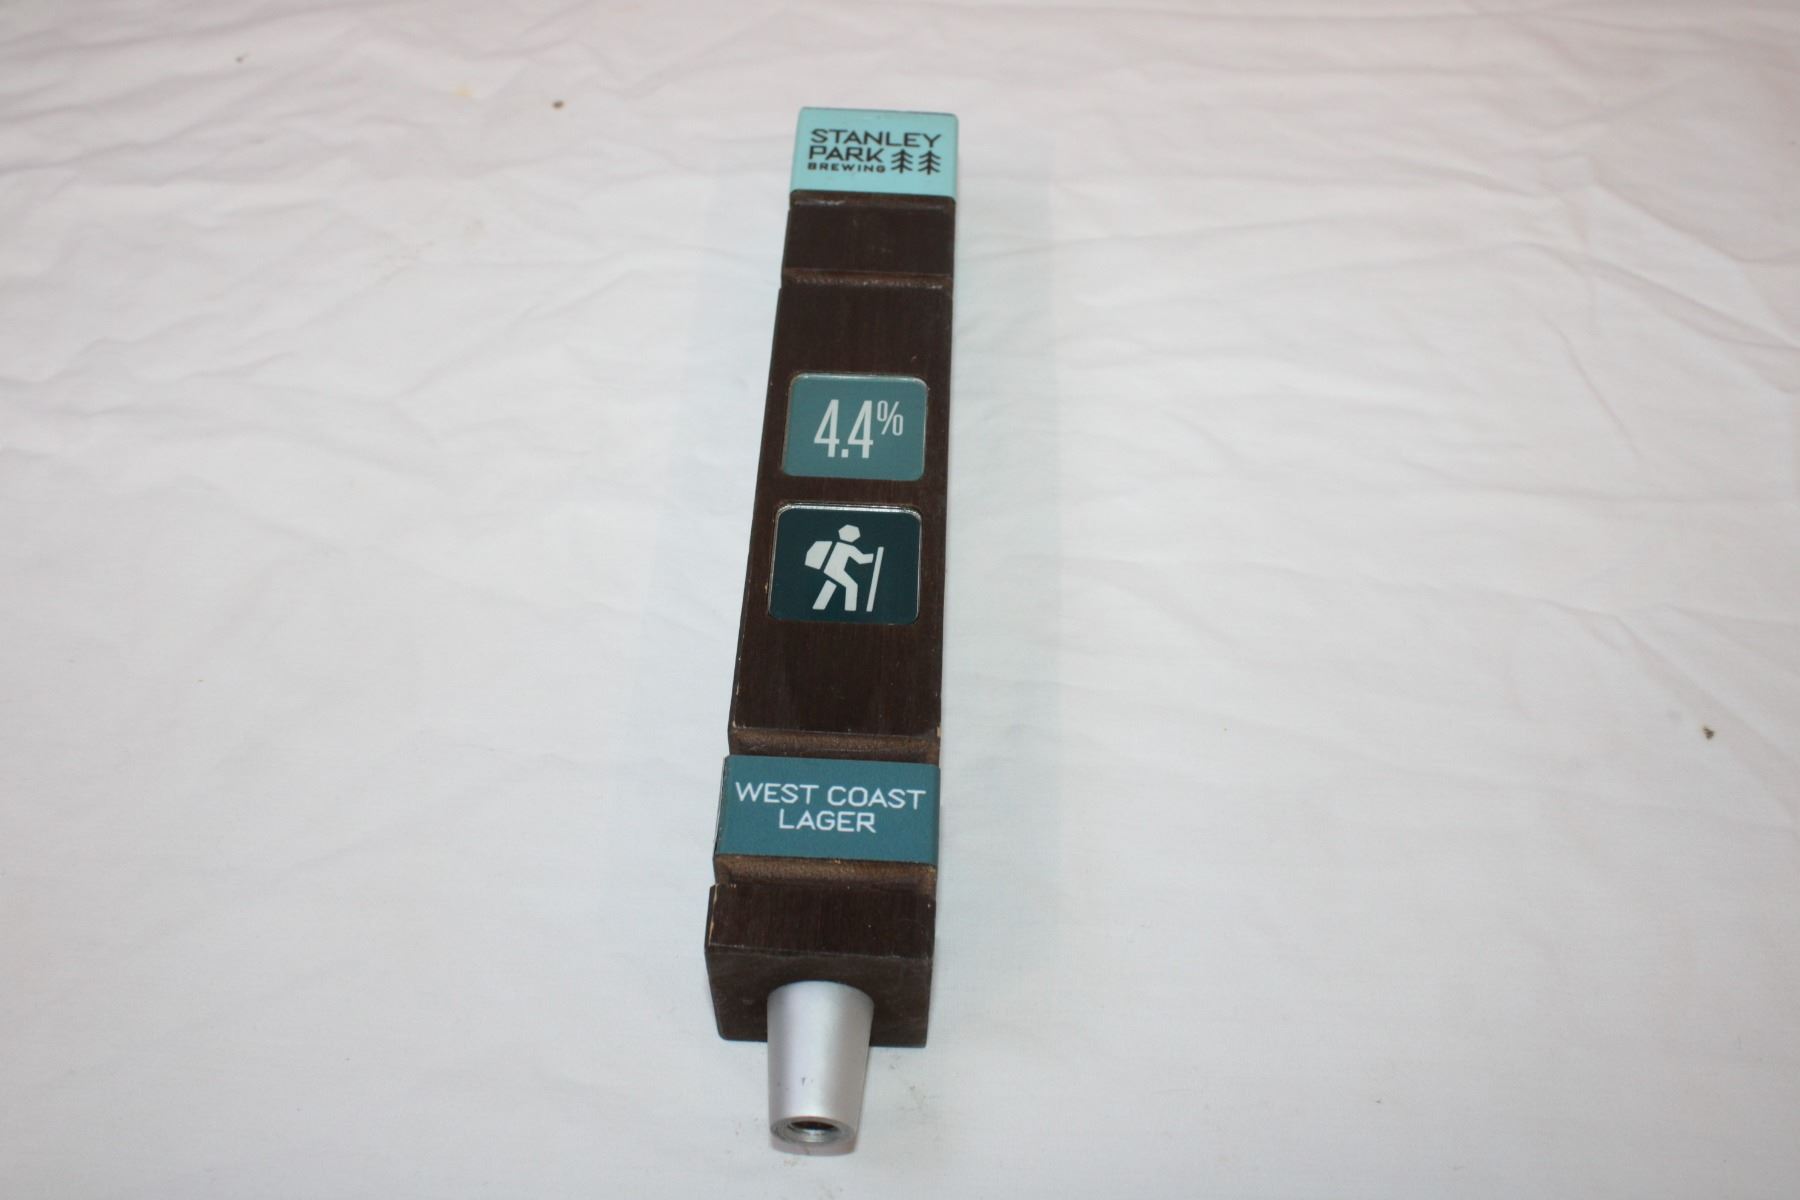 STANLEY
PARK
BREWING
4.4%
WEST COAST
LAGER